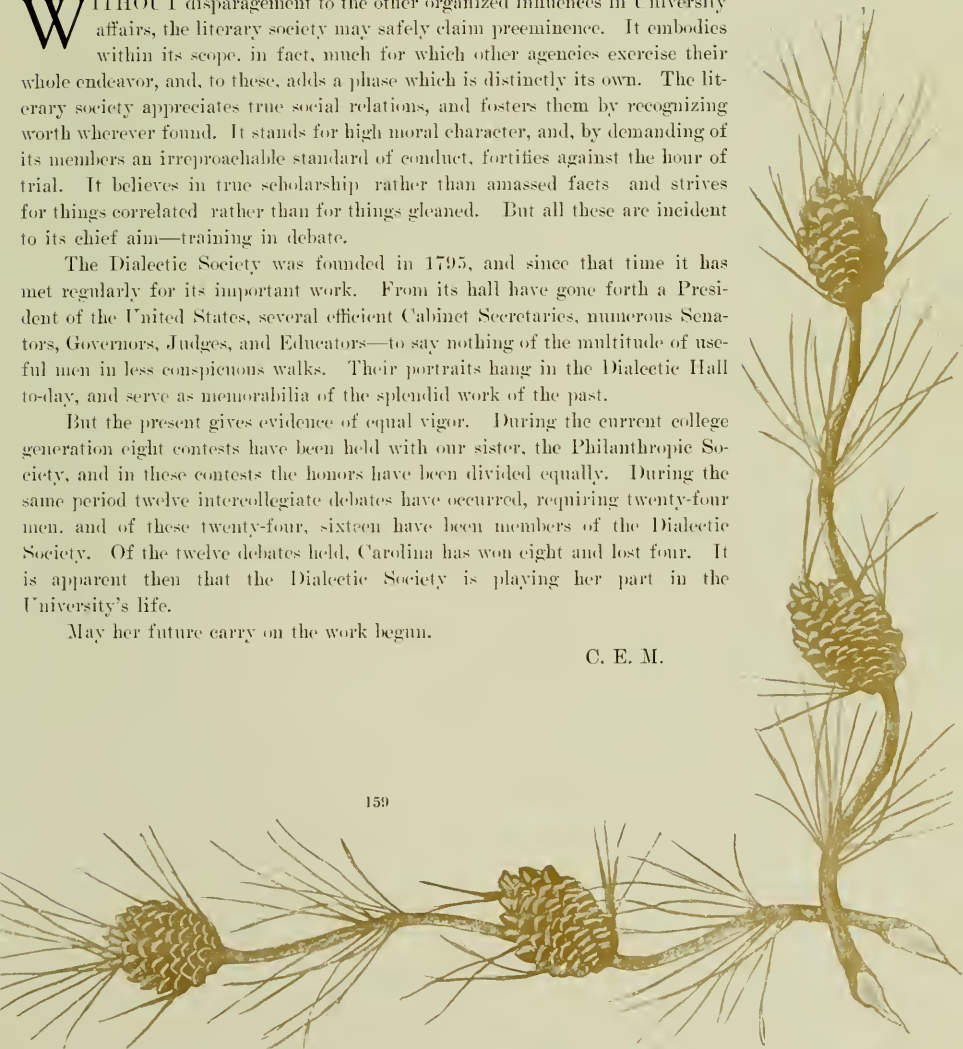 WITHOUT disparagement to the other organized influences in University
affairs, the literary society may safely claim preeminence. It embodies
within its scope, in fact, much for which other agencies exercise their
whole endeavor, and, to these, adds a phase which is distinctly its own. The lit-
erary society appreciates true social relations, and fosters them by recognizing
worth wherever found. It stands for high moral character, and, by demanding of
its members an irreproachable standard of conduct, fortifies against the hour of
trial. It believes in true scholarship rather than amassed facts and strives
for things correlated rather than for things gleaned. But all these are incident
to its chief aim—training in debate.
The Dialectic Society was founded in 1795, and since that time it has
met regularly for its important work. From its hall have gone forth a Presi-
dent of the United States, several efficient Cabinet Secretaries, numerous Sena-
tors, Governors, Judges, and Educators—to say nothing of the multitude of use-
ful men in less conspicuous walks. Their portraits hang in the Dialectic Hall
to-day, and serve as memorabilia of the splendid work of the past.
But the present gives evidence of equal vigor. During the current college
generation eight contests have been held with our sister, the Philanthropic So-
ciety, and in these contests the honors have been divided equally. During the
same period twelve intercollegiate debates have occurred, requiring twenty-four
men, and of these twenty-four, sixteen have been members of the Dialectic
Society. Of the twelve debates held, Carolina has won eight and lost four. It
is apparent then that the Dialectic Society is playing her part in the
University's life.
May her future carry on the work begun.
C. E. M.
159